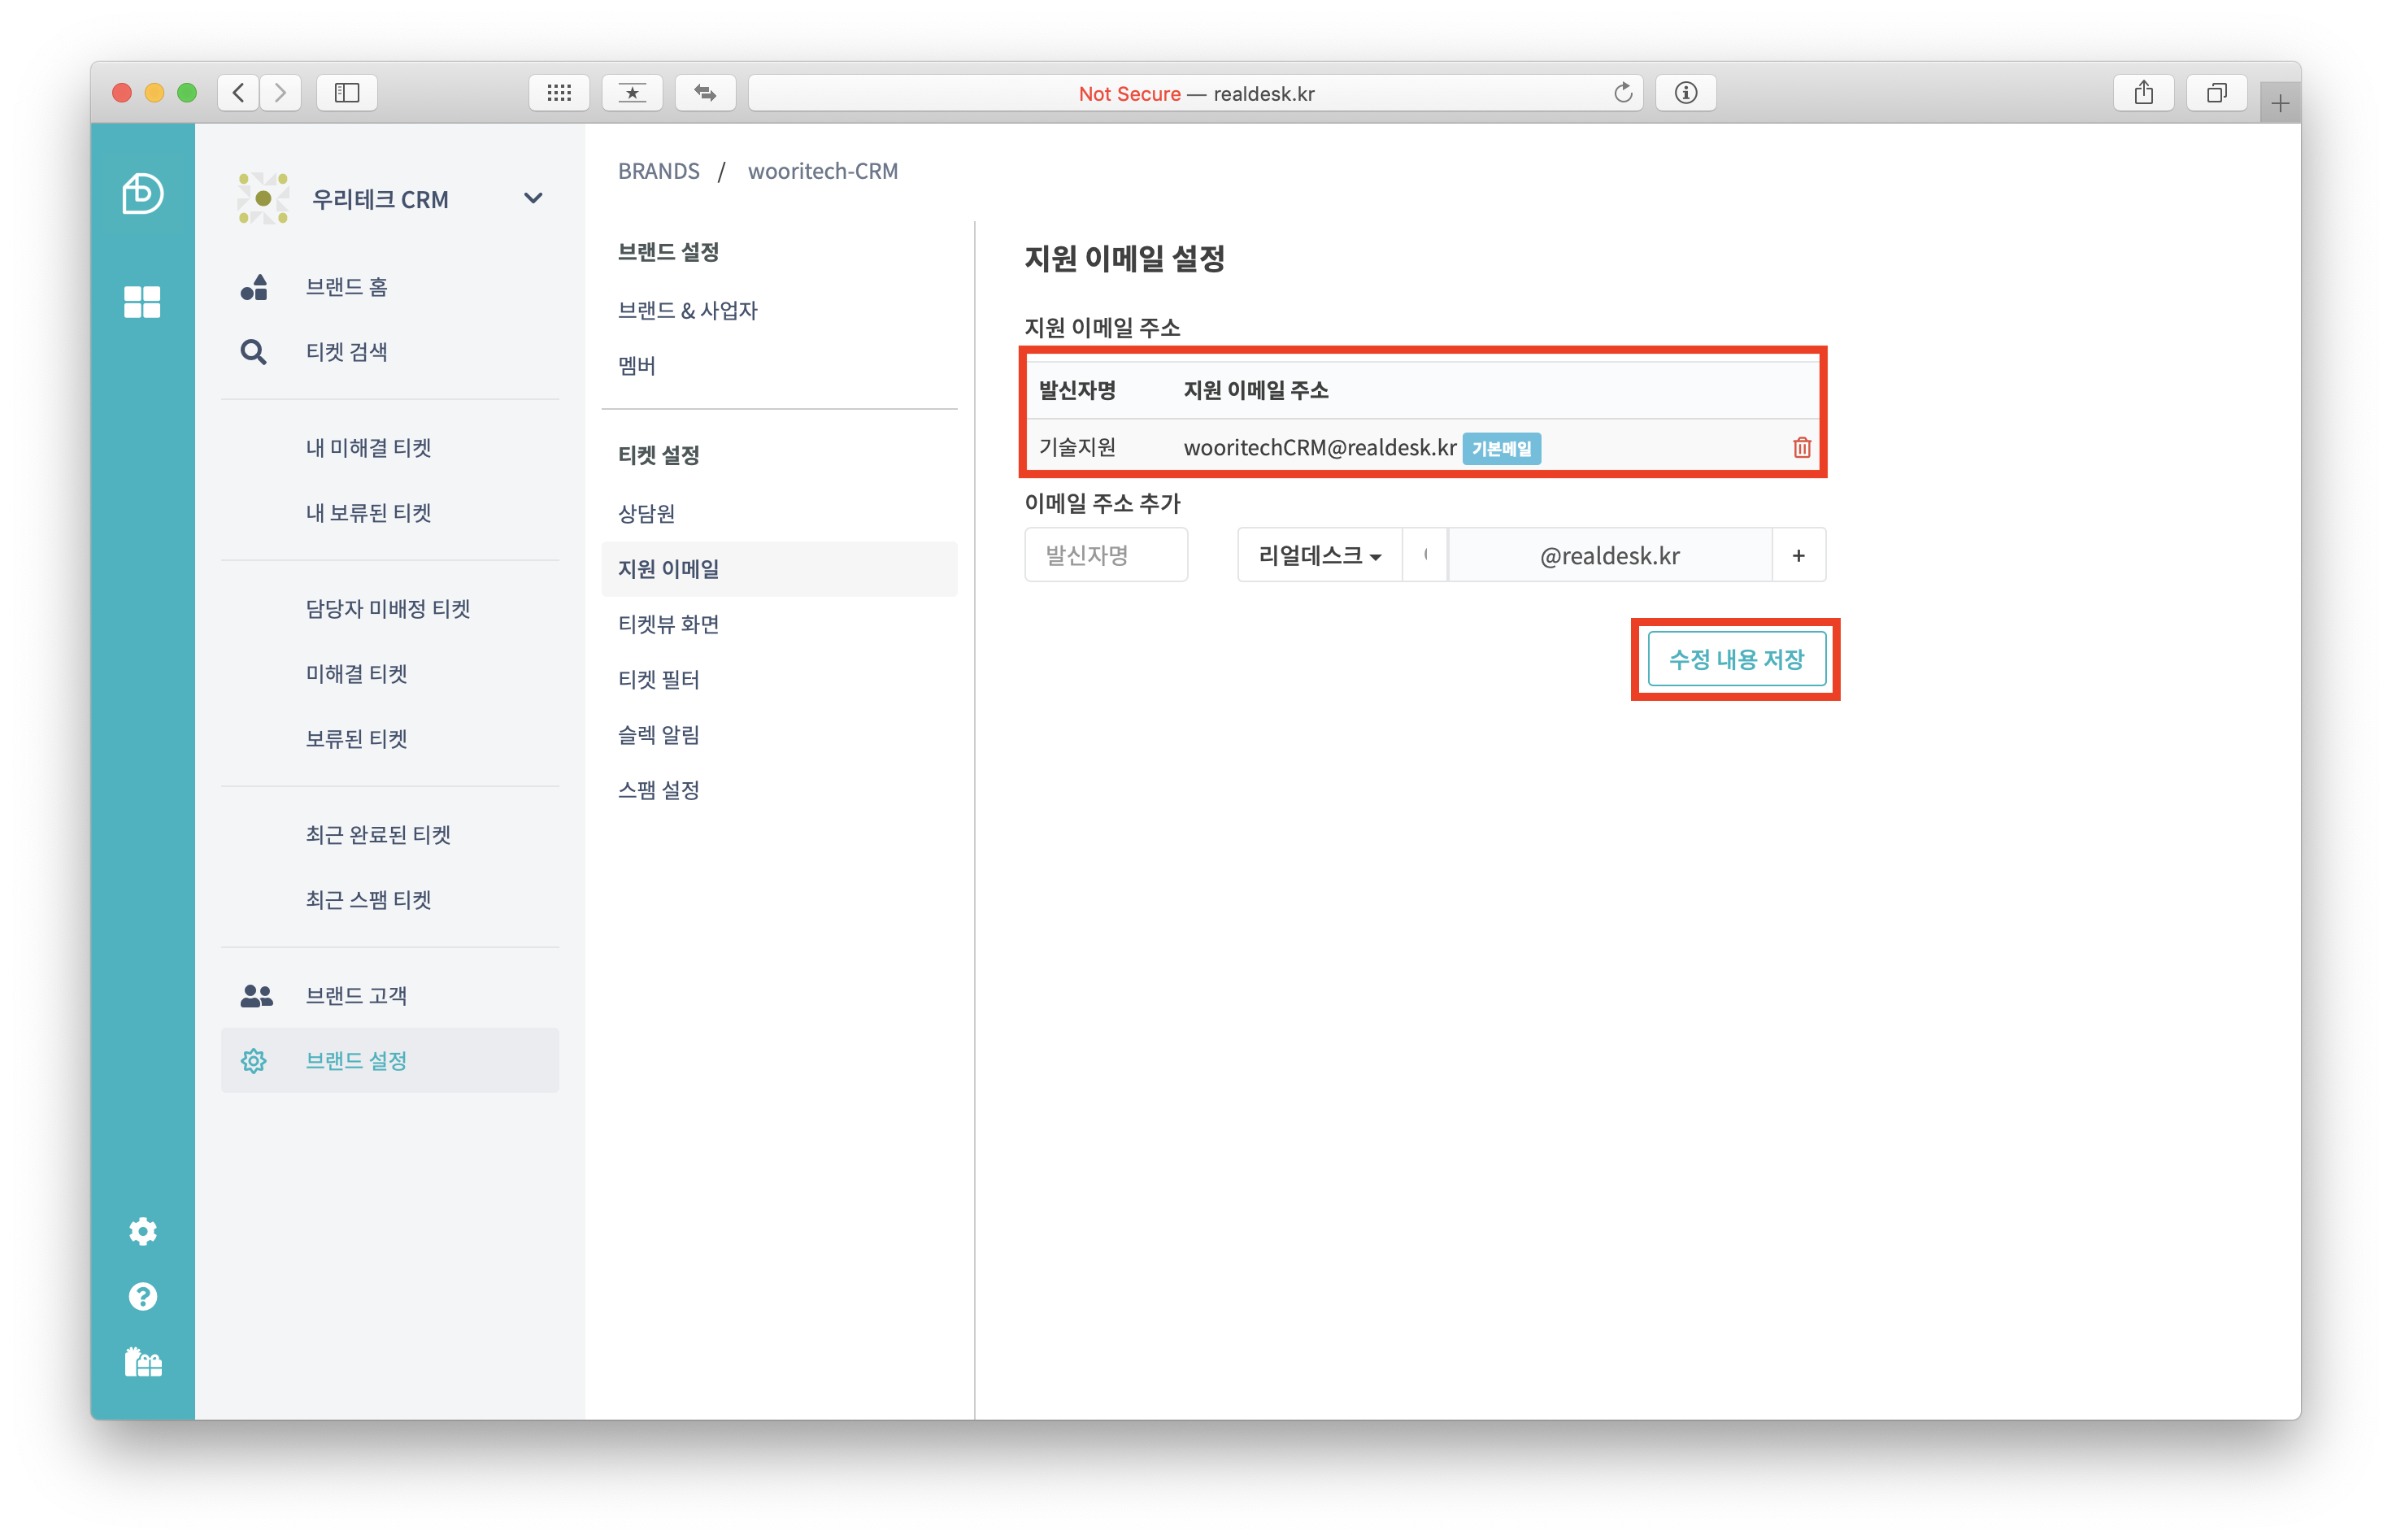 Not Secure — realdesk.kr
우리테크 CRM
브랜드 홈
티켓 검색
내 미해결 티켓
내 보류된 티켓
담당자 미배정 티켓
미해결 티켓
보류된 티켓
최근 완료된 티켓
최근 스팸 티켓
브랜드 고객
브랜드 설정
BRANDS / wooritech-CRM
브랜드 설정
브랜드 & 사업자
멤버
티켓 설정
상담원
지원 이메일
티켓뷰 화면
티켓 필터
슬렉 알림
스팸 설정
지원 이메일 설정
지원 이메일 주소
발신자명 지원 이메일 주소
기술지원 wooritechCRM@realdesk.kr 기본메일
이메일 주소 추가
발신자명 리얼데스크 @realdesk.kr +
수정 내용 저장